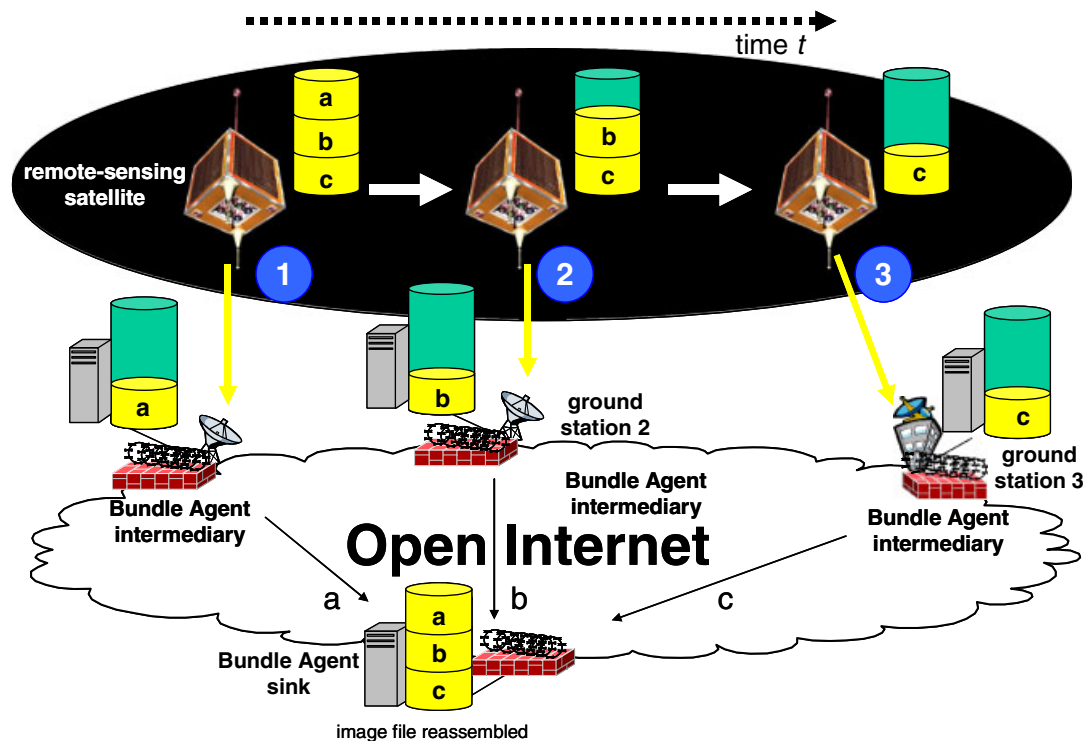 time t
a
b
c
b
c
c
remote-sensing
satellite
1
2
3
a
b
c
ground
station 2
ground
station 3
Bundle Agent
intermediary
Bundle Agent
intermediary
Bundle Agent
intermediary
Open Internet
a
b
c
a
b
c
Bundle Agent
sink
image file reassembled